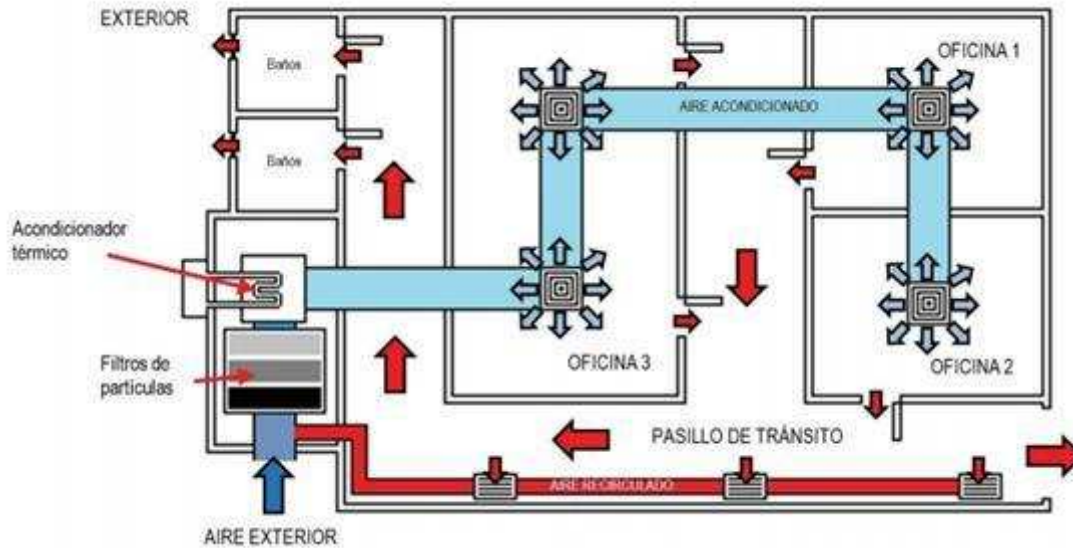 EXTERIOR
Baños
OFICINA 1
AIRE ACONDICIONADO
Baños
Acondicionador
térmico
Filtros de
partículas
OFICINA 3
OFICINA 2
PASILLO DE TRÁNSITO
AIRE RECIRCULADO
AIRE EXTERIOR